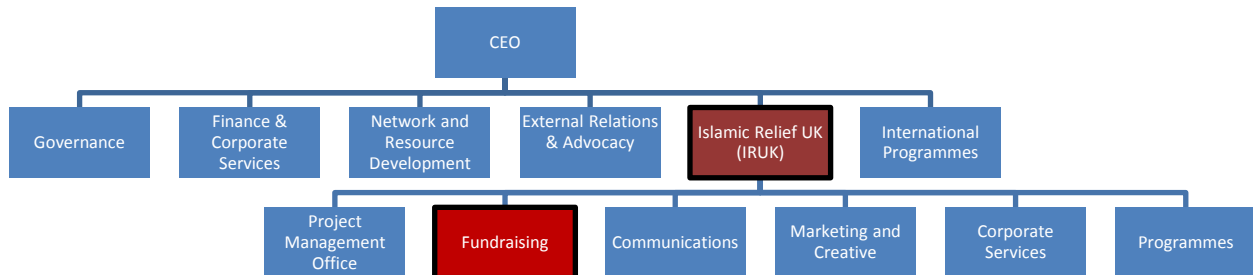 CEO
Governance
Finance &
Corporate
Services
Network and
Resource
Development
External Relations
& Advocacy
Islamic Relief UK
(IRUK)
International
Programmes
Project
Management
Office
Fundraising
Communications
Marketing and
Creative
Corporate
Services
Programmes